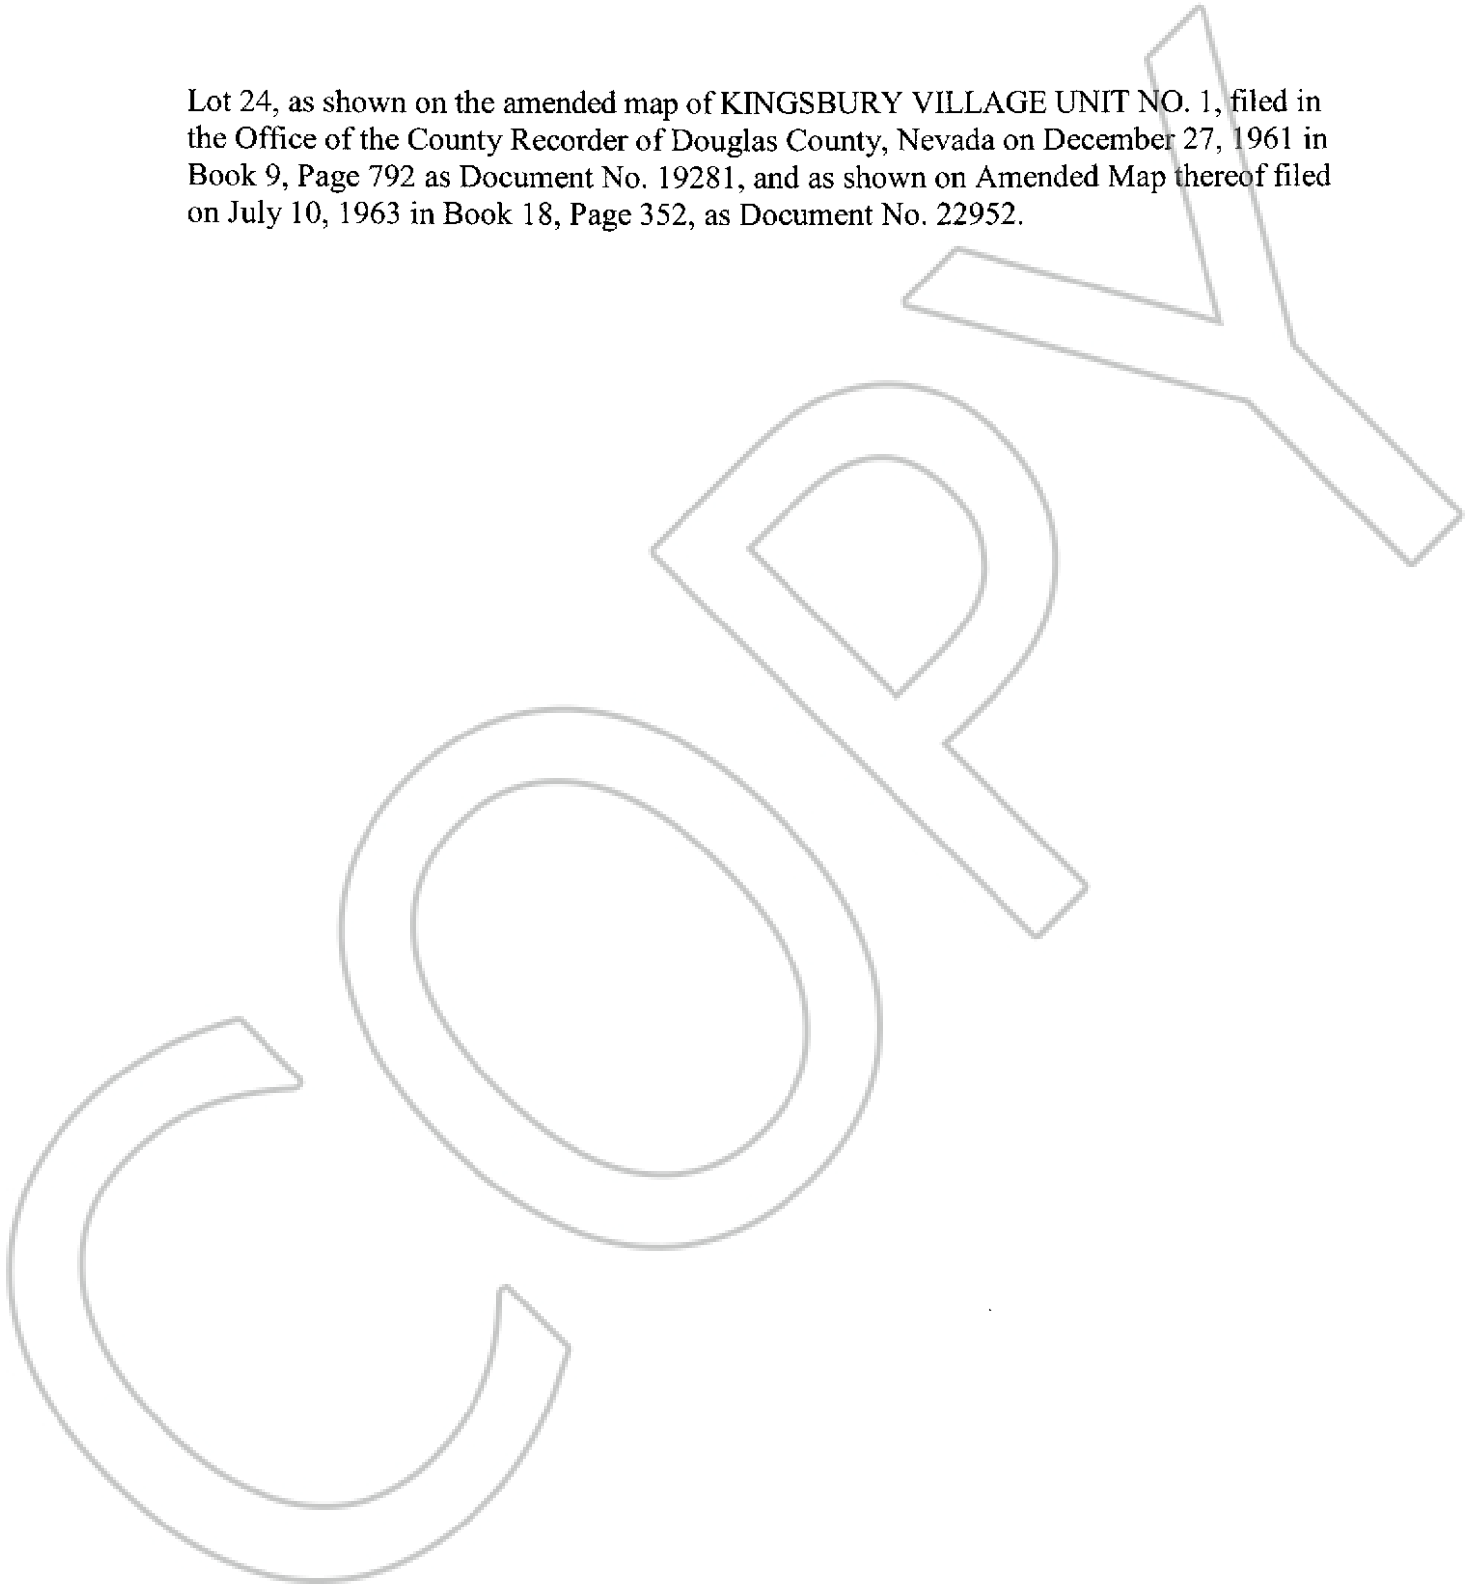 Lot 24, as shown on the amended map of KINGSBURY VILLAGE UNIT NO. 1, filed in
the Office of the County Recorder of Douglas County, Nevada on December 27, 1961 in
Book 9, Page 792 as Document No. 19281, and as shown on Amended Map thereof filed
on July 10, 1963 in Book 18, Page 352, as Document No. 22952.
COPY